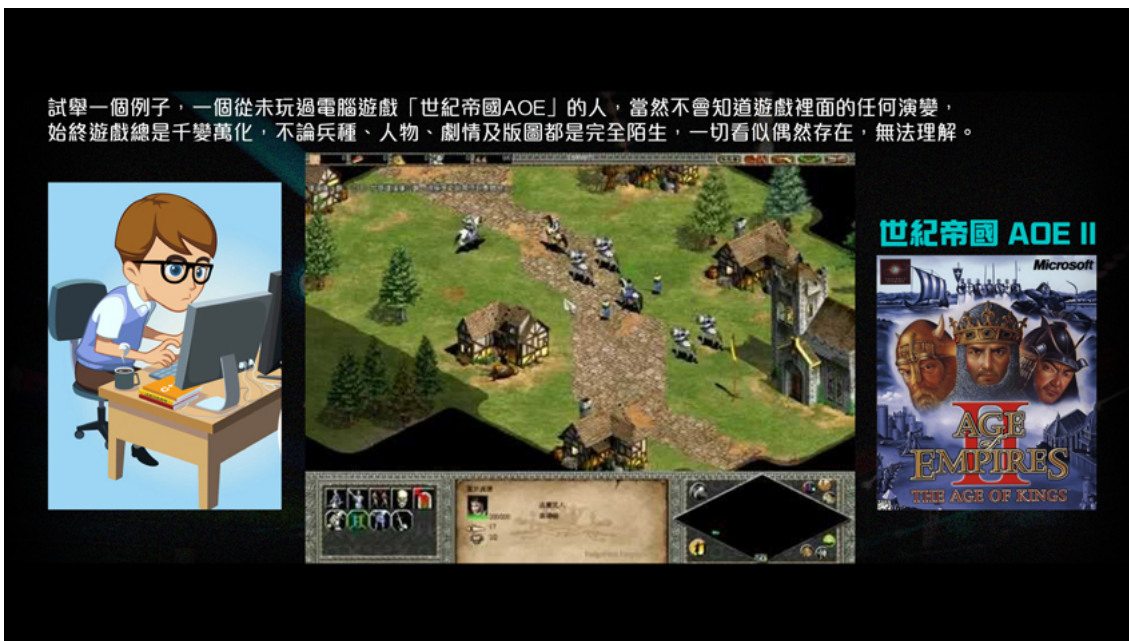 試舉一個例子，一個從未玩過電腦遊戲「世紀帝國AOE」的人，當然不會知道遊戲裡面的任何演變，
始終遊戲總是千變萬化，不論兵種、人物、劇情及版圖都是完全陌生，一切看似偶然存在，無法理解。
世紀帝國 AOE II
Microsoft
AGE
of
EMPIRES
II
THE AGE OF KINGS